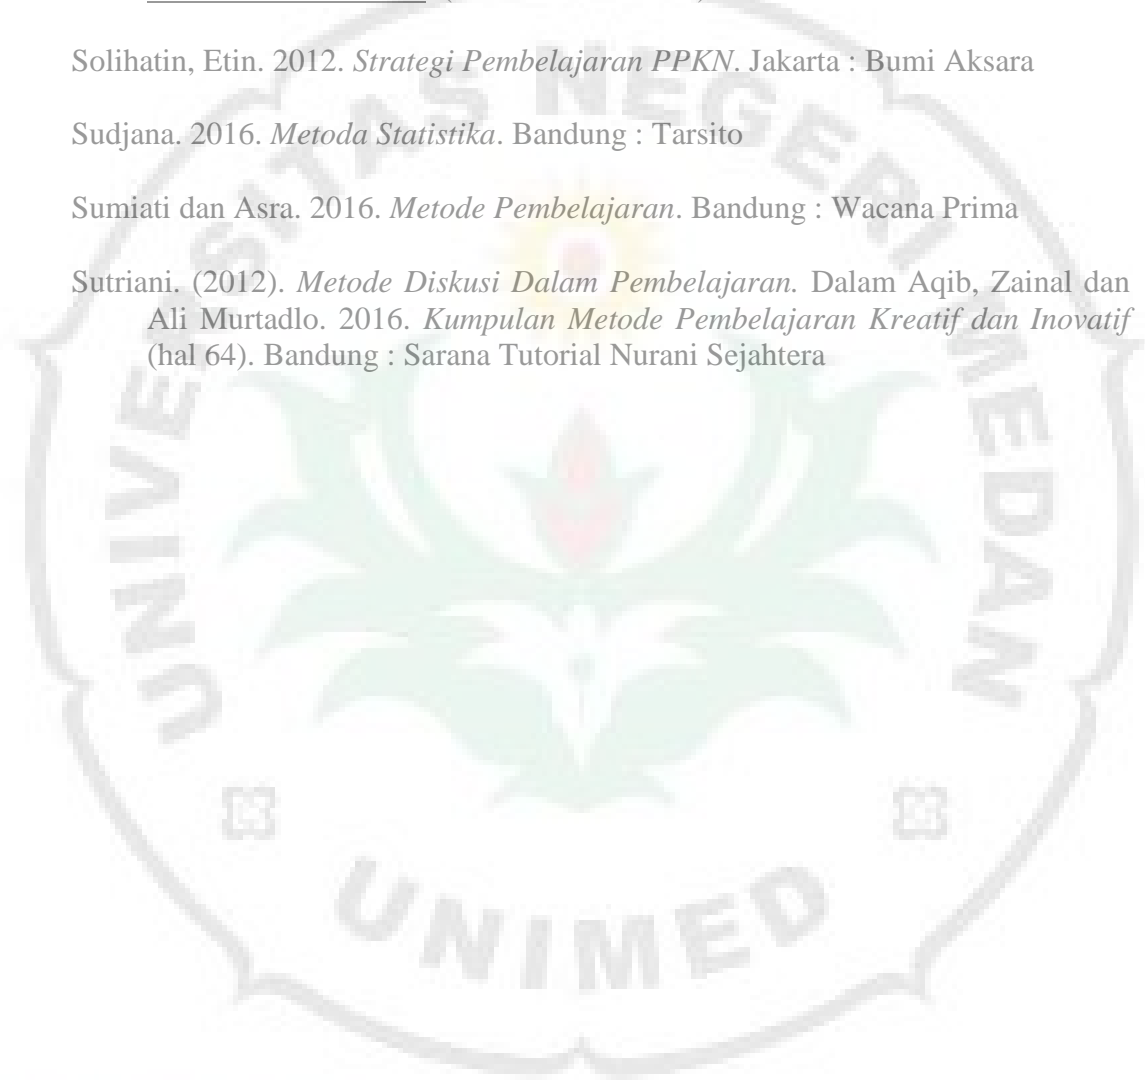 Solihatin, Etin. 2012. Strategi Pembelajaran PPKN. Jakarta : Bumi Aksara
Sudjana. 2016. Metoda Statistika. Bandung : Tarsito
Sumiati dan Asra. 2016. Metode Pembelajaran. Bandung : Wacana Prima
Sutriani. (2012). Metode Diskusi Dalam Pembelajaran. Dalam Aqib, Zainal dan
Ali Murtadlo. 2016. Kumpulan Metode Pembelajaran Kreatif dan Inovatif
(hal 64). Bandung : Sarana Tutorial Nurani Sejahtera
UNIVERSITAS NEGERI MEDAN
UNIMED